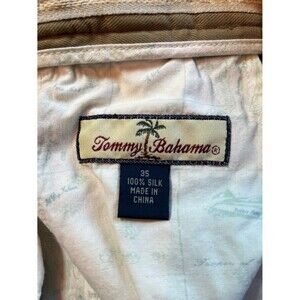 Tommy Bahama®
35
100% SILK
MADE IN
CHINA